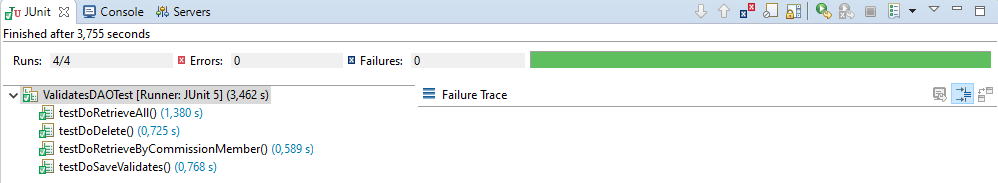 JUnit Console Servers
Finished after 3,755 seconds
Runs: 4/4 Errors: 0 Failures: 0
ValidatesDAOTest [Runner: JUnit 5] (3,462 s)
Failure Trace
testDoRetrieveAll() (1,380 s)
testDoDelete() (0,725 s)
testDoRetrieveByCommissionMember() (0,589 s)
testDoSaveValidates() (0,768 s)